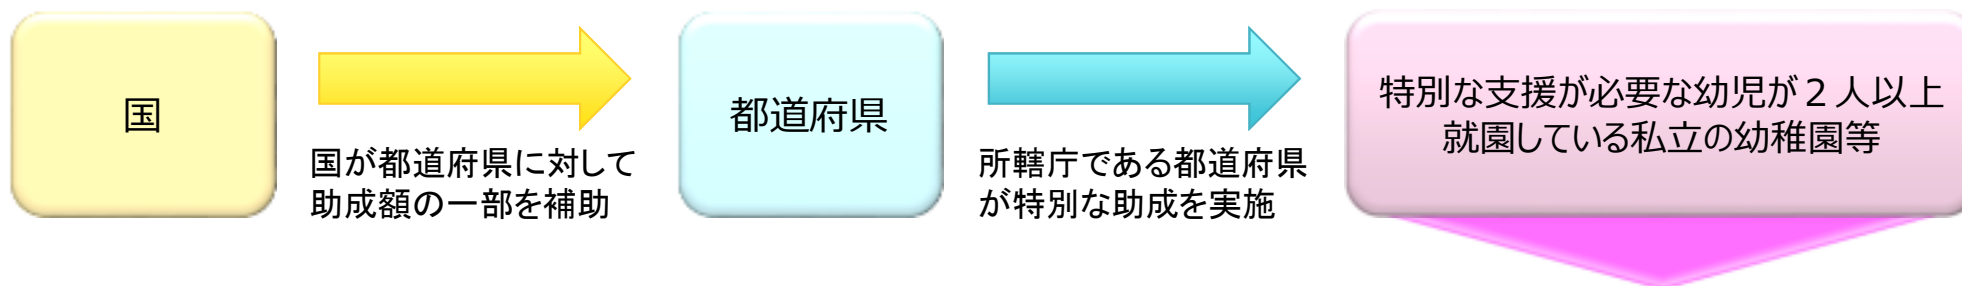 国
国が都道府県に対して
助成額の一部を補助
都道府県
所轄庁である都道府県
が特別な助成を実施
特別な支援が必要な幼児が２人以上
就園している私立の幼稚園等